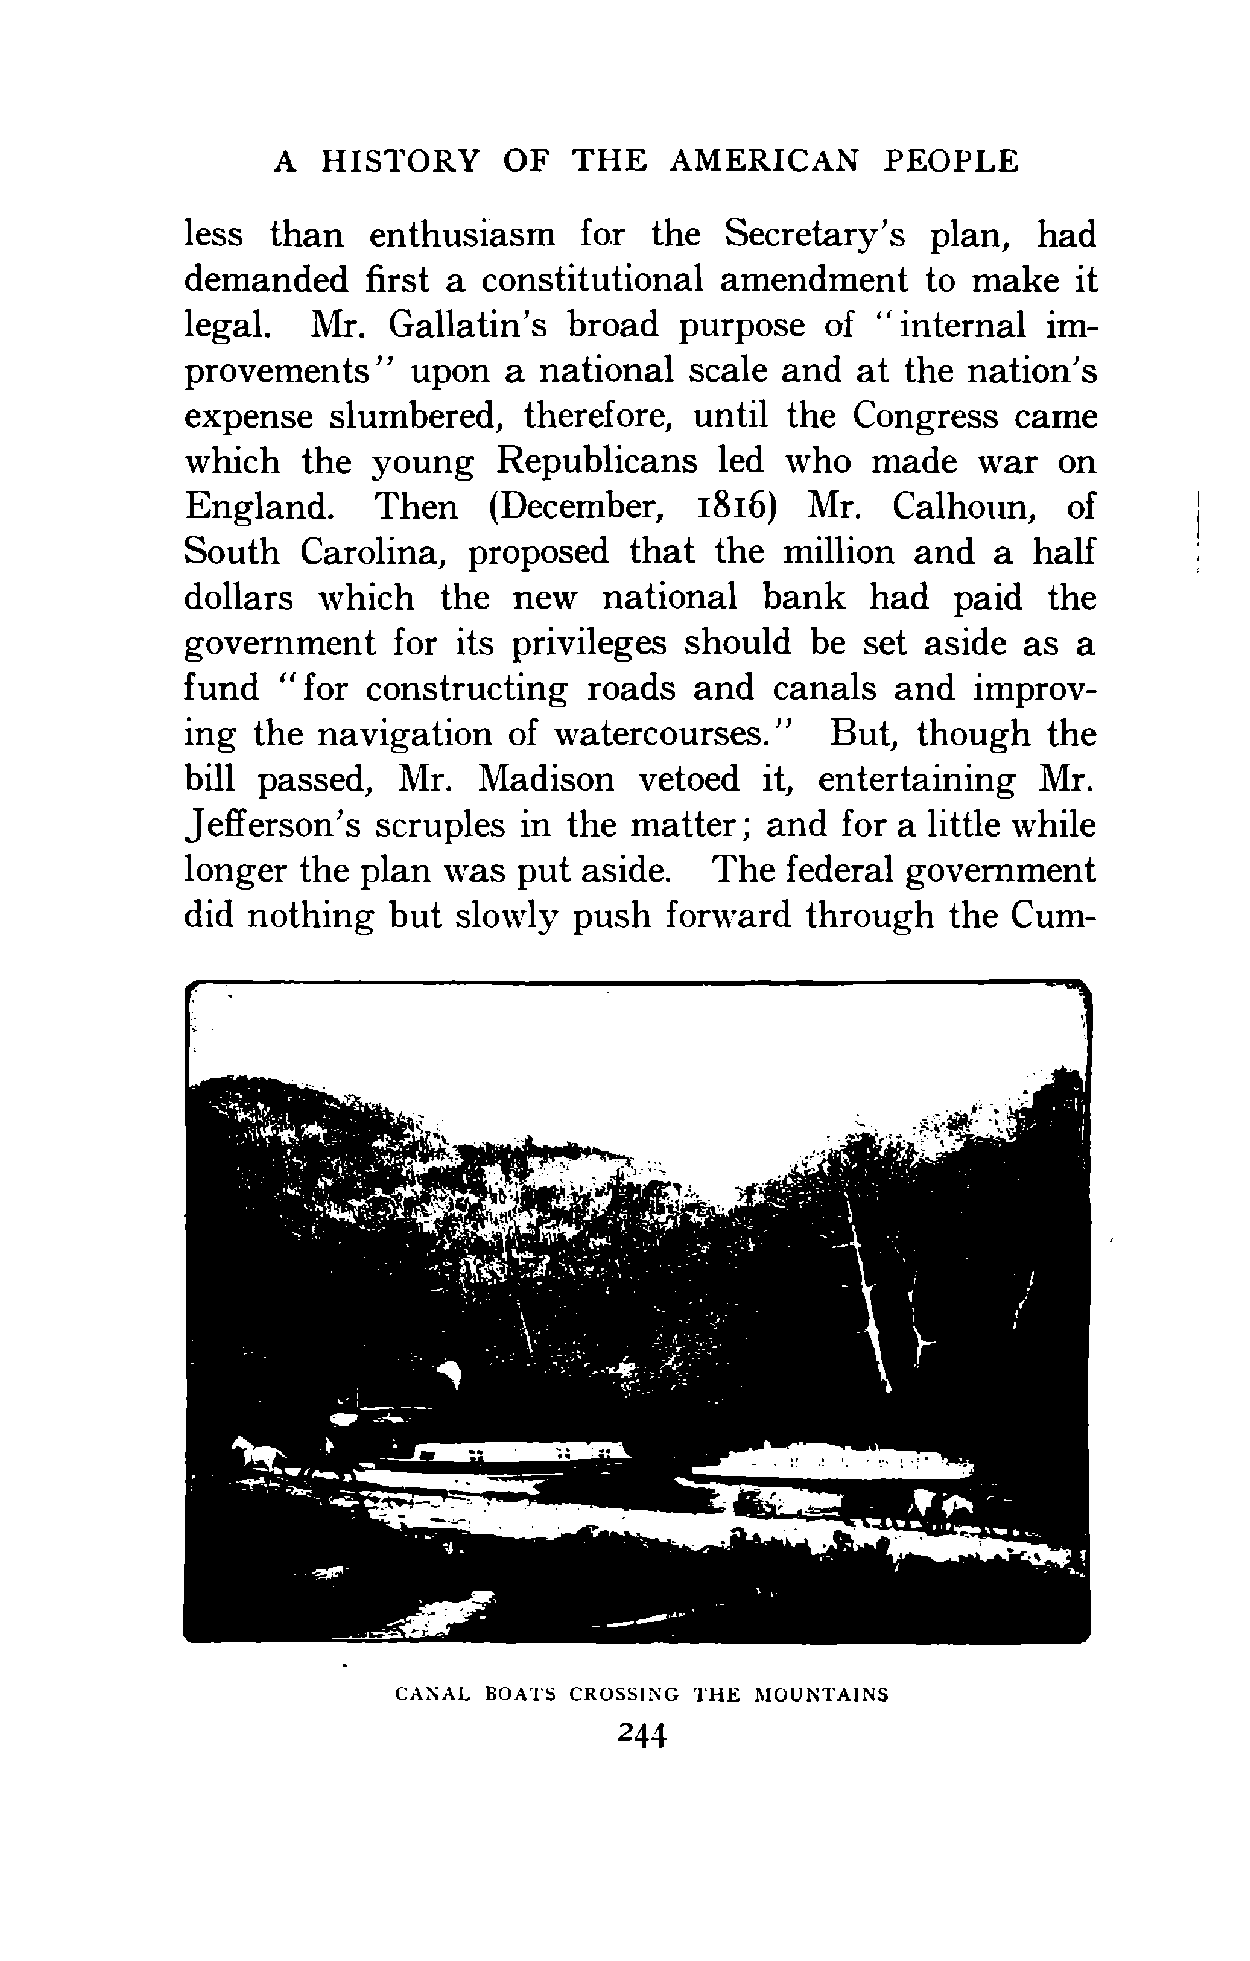 A HISTORY OF THE AMERICAN PEOPLE
less than enthusiasm for the Secretary's plan, had
demanded first a constitutional amendment to make it
legal. Mr. Gallatin's broad purpose of "internal im-
provements" upon a national scale and at the nation's
expense slumbered, therefore, until the Congress came
which the young Republicans led who made war on
England. Then (December, 1816) Mr. Calhoun, of
South Carolina, proposed that the million and a half
dollars which the new national bank had paid the
government for its privileges should be set aside as a
fund "for constructing roads and canals and improv-
ing the navigation of watercourses." But, though the
bill passed, Mr. Madison vetoed it, entertaining Mr.
Jefferson's scruples in the matter; and for a little while
longer the plan was put aside. The federal government
did nothing but slowly push forward through the Cum-
CANAL BOATS CROSSING THE MOUNTAINS
244